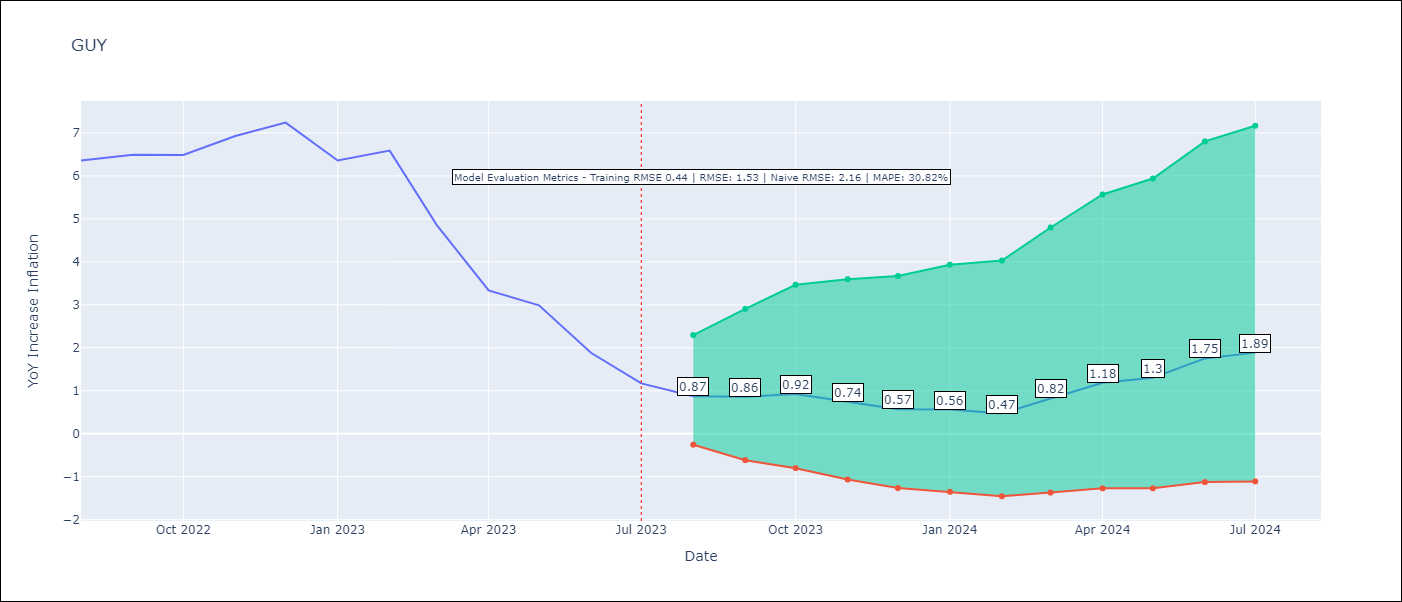 GUY
7
6
5
4
3
2
1
0
−1
−2
YoY Increase Inflation
Model Evaluation Metrics - Training RMSE 0.44 | RMSE: 1.53 | Naive RMSE: 2.16 | MAPE: 30.82%
0.87
0.86
0.92
0.74
0.57
0.56
0.47
0.82
1.18
1.3
1.75
1.89
Oct 2022
Jan 2023
Apr 2023
Jul 2023
Oct 2023
Jan 2024
Apr 2024
Jul 2024
Date